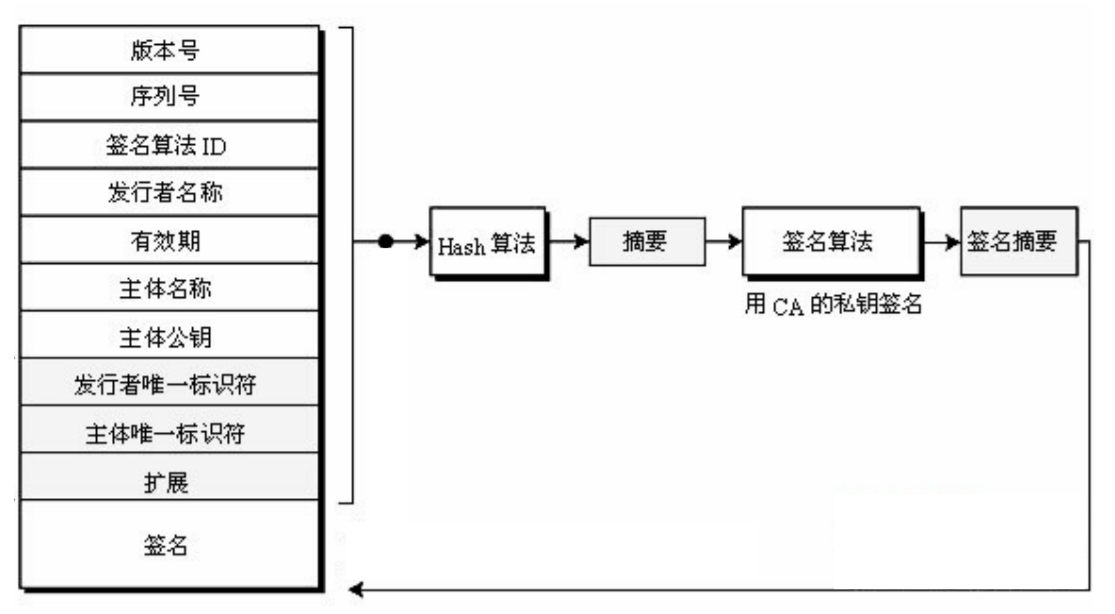 版本号
序列号
签名算法 ID
发行者名称
有效期
主体名称
主体公钥
发行者唯一标识符
主体唯一标识符
扩展
签名
Hash 算法
摘要
签名算法
用 CA 的私钥签名
签名摘要